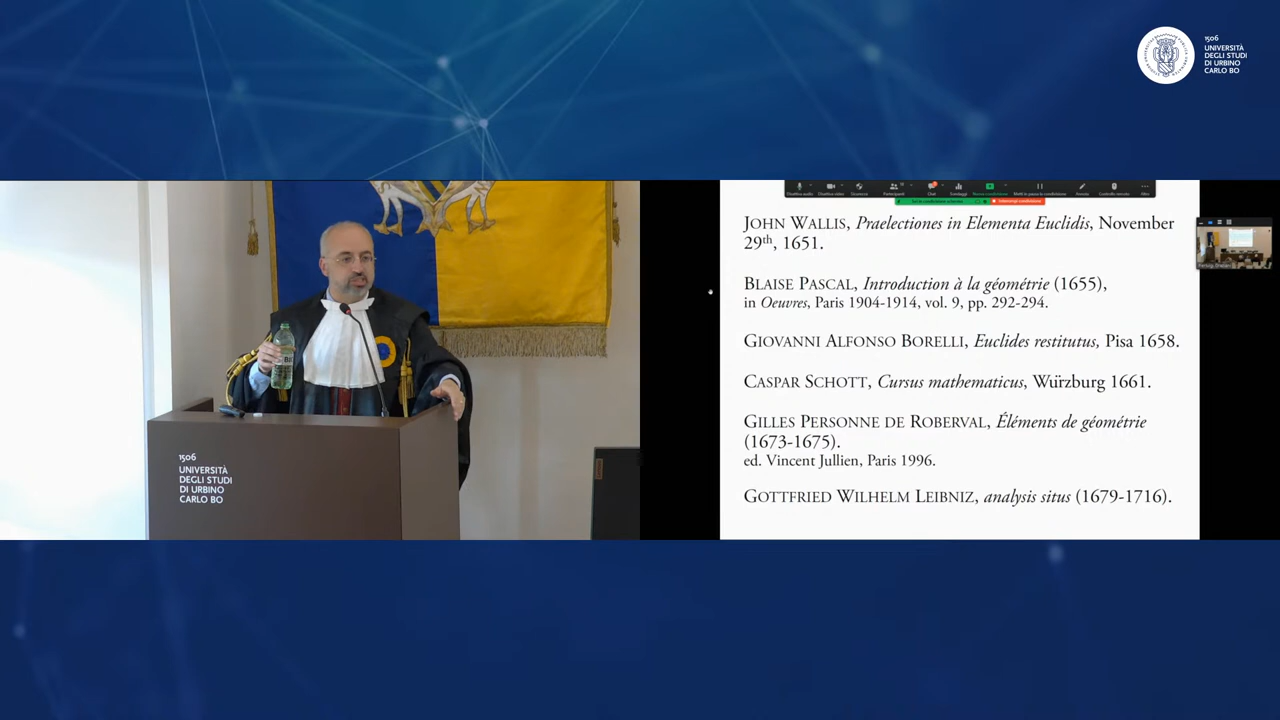 1506
UNIVERSITÀ
DEGLI STUDI
DI URBINO
CARLO BO
JOHN WALLIS, Praelectiones in Elementa Euclidis, November
29th, 1651.
BLAISE PASCAL, Introduction à la géométrie (1655),
in Oeuvres, Paris 1904-1914, vol. 9, pp. 292-294.
GIOVANNI ALFONSO BORELLI, Euclides restitutus, Pisa 1658.
CASPAR SCHOTT, Cursus mathematicus, Würzburg 1661.
GILLES PERSONNE DE ROBERVAL, Éléments de géométrie
(1673-1675).
ed. Vincent Jullien, Paris 1996.
GOTTFRIED WILHELM LEIBNIZ, analysis situs (1679-1716).
1506
UNIVERSITÀ
DEGLI STUDI
DI URBINO
CARLO BO